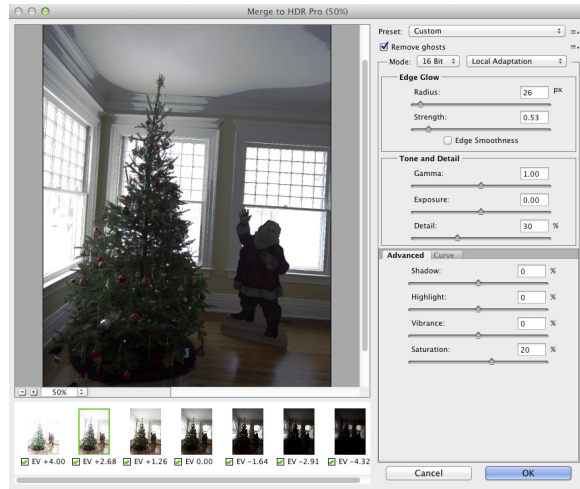 Merge to HDR Pro (50%)
Preset: Custom
Remove ghosts
Mode: 16 Bit Local Adaptation
Edge Glow
Radius: 26 px
Strength: 0.53
Edge Smoothness
Tone and Detail
Gamma: 1.00
Exposure: 0.00
Detail: 30 %
Advanced Curve
Shadow: 0 %
Highlight: 0 %
Vibrance: 0 %
Saturation: 20 %
50%
EV +4.00 EV +2.68 EV +1.26 EV 0.00 EV -1.64 EV -2.91 EV -4.32
Cancel OK